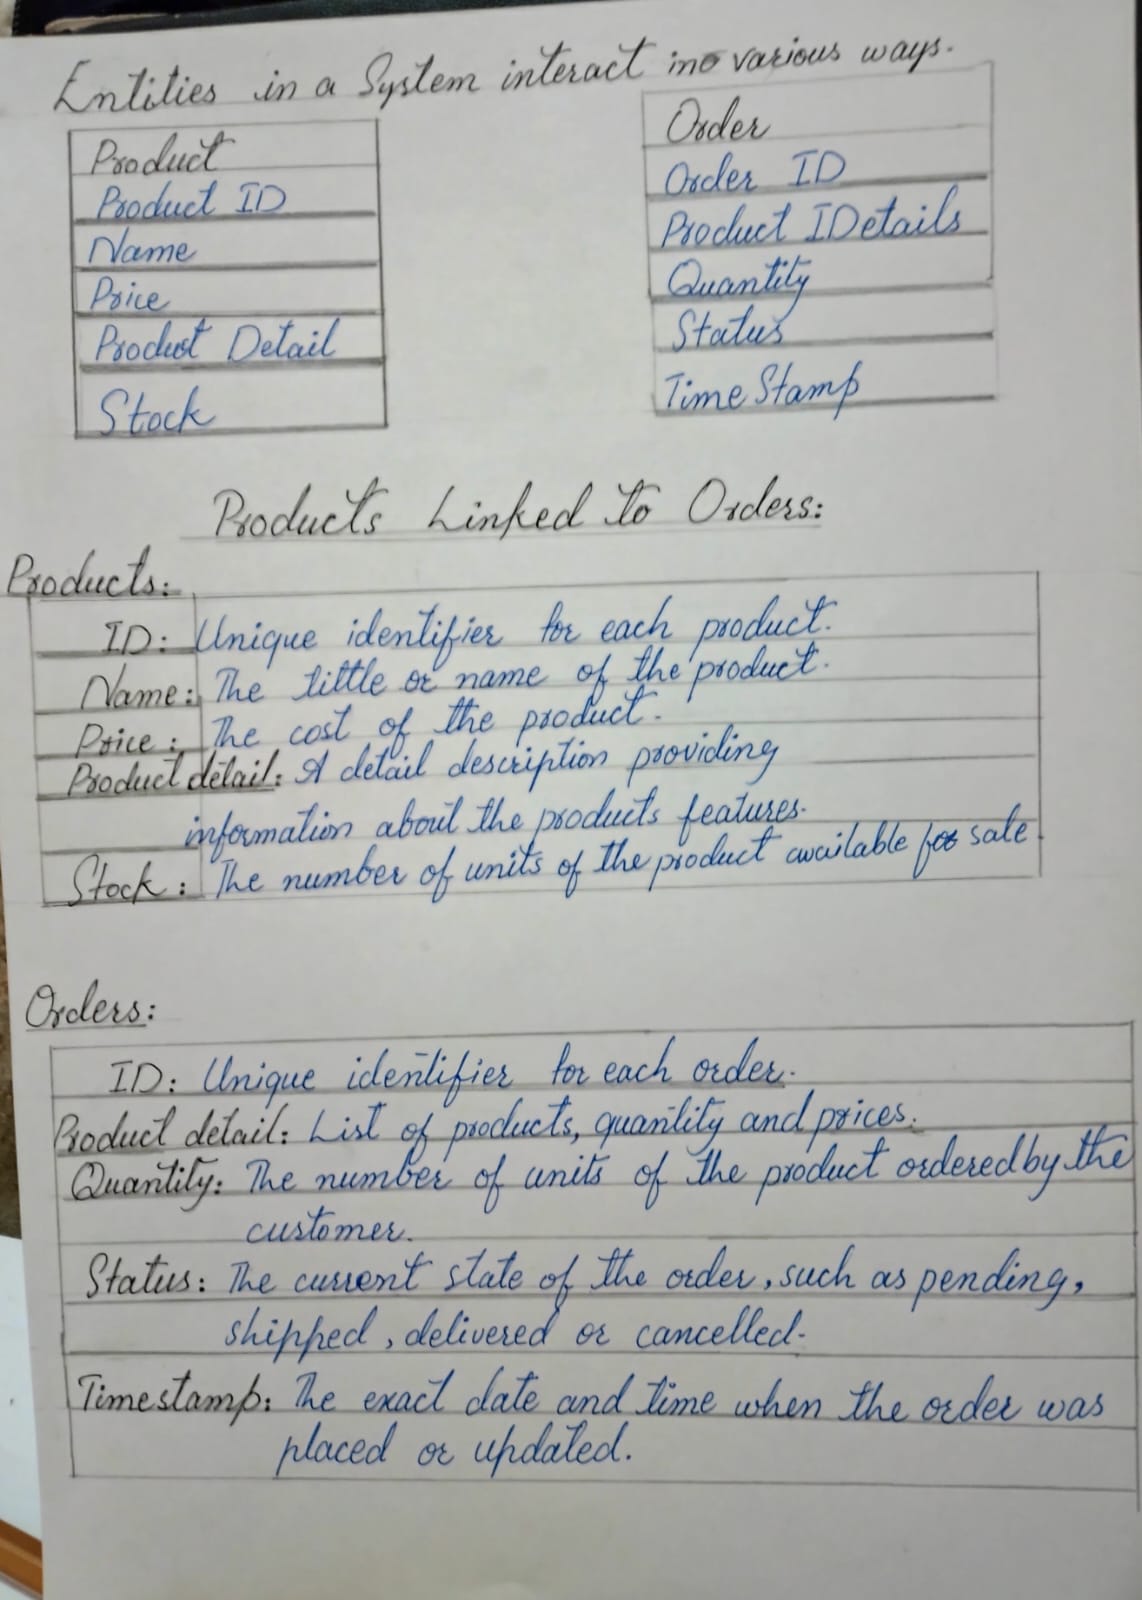 Entities in a System interact in various ways.
Product
Product ID
Name
Price
Product Detail
Stock
Order
Order ID
Product IDetails
Quantity
Status
Time Stamp
Products Linked to Orders:
Products:
ID: Unique identifier for each product.
Name: The tittle or name of the product.
Price: The cost of the product.
Product detail: A detail description providing
information about the products features.
Stock: The number of units of the product available for sale
Orders:
ID: Unique identifier for each order.
Product detail: List of products, quantity and prices.
Quantity: The number of units of the product ordered by the
customer.
Status: The current state of the order, such as pending,
shipped, delivered or cancelled.
Timestamp: The exact date and time when the order was
placed or updated.